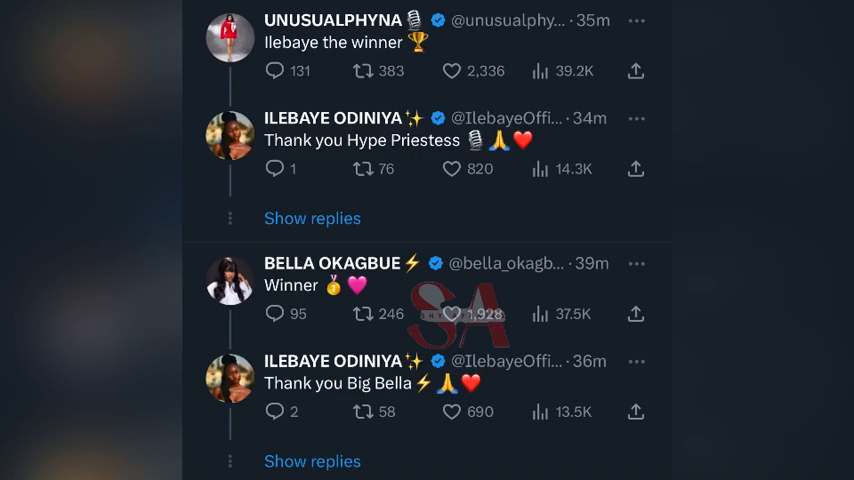 UNUSUALPHYNA🎙️ @unusualphy... · 35m
Ilebaye the winner 🏆
131 383 2,336 39.2K
ILEBAYE ODINIYA✨ @IlebayeOffi... · 34m
Thank you Hype Priestess 🎙️🙏❤️
1 76 820 14.3K
Show replies
BELLA OKAGBUE⚡ @bella_okagb... · 39m
Winner 🥇💗
95 246 1,928 37.5K
SA
ILEBAYE ODINIYA✨ @IlebayeOffi... · 36m
Thank you Big Bella⚡🙏❤️
2 58 690 13.5K
Show replies